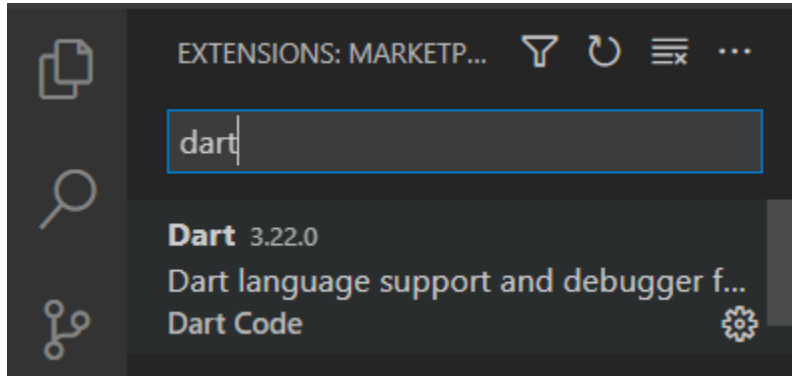 EXTENSIONS: MARKETP...
dart
Dart 3.22.0
Dart language support and debugger f...
Dart Code